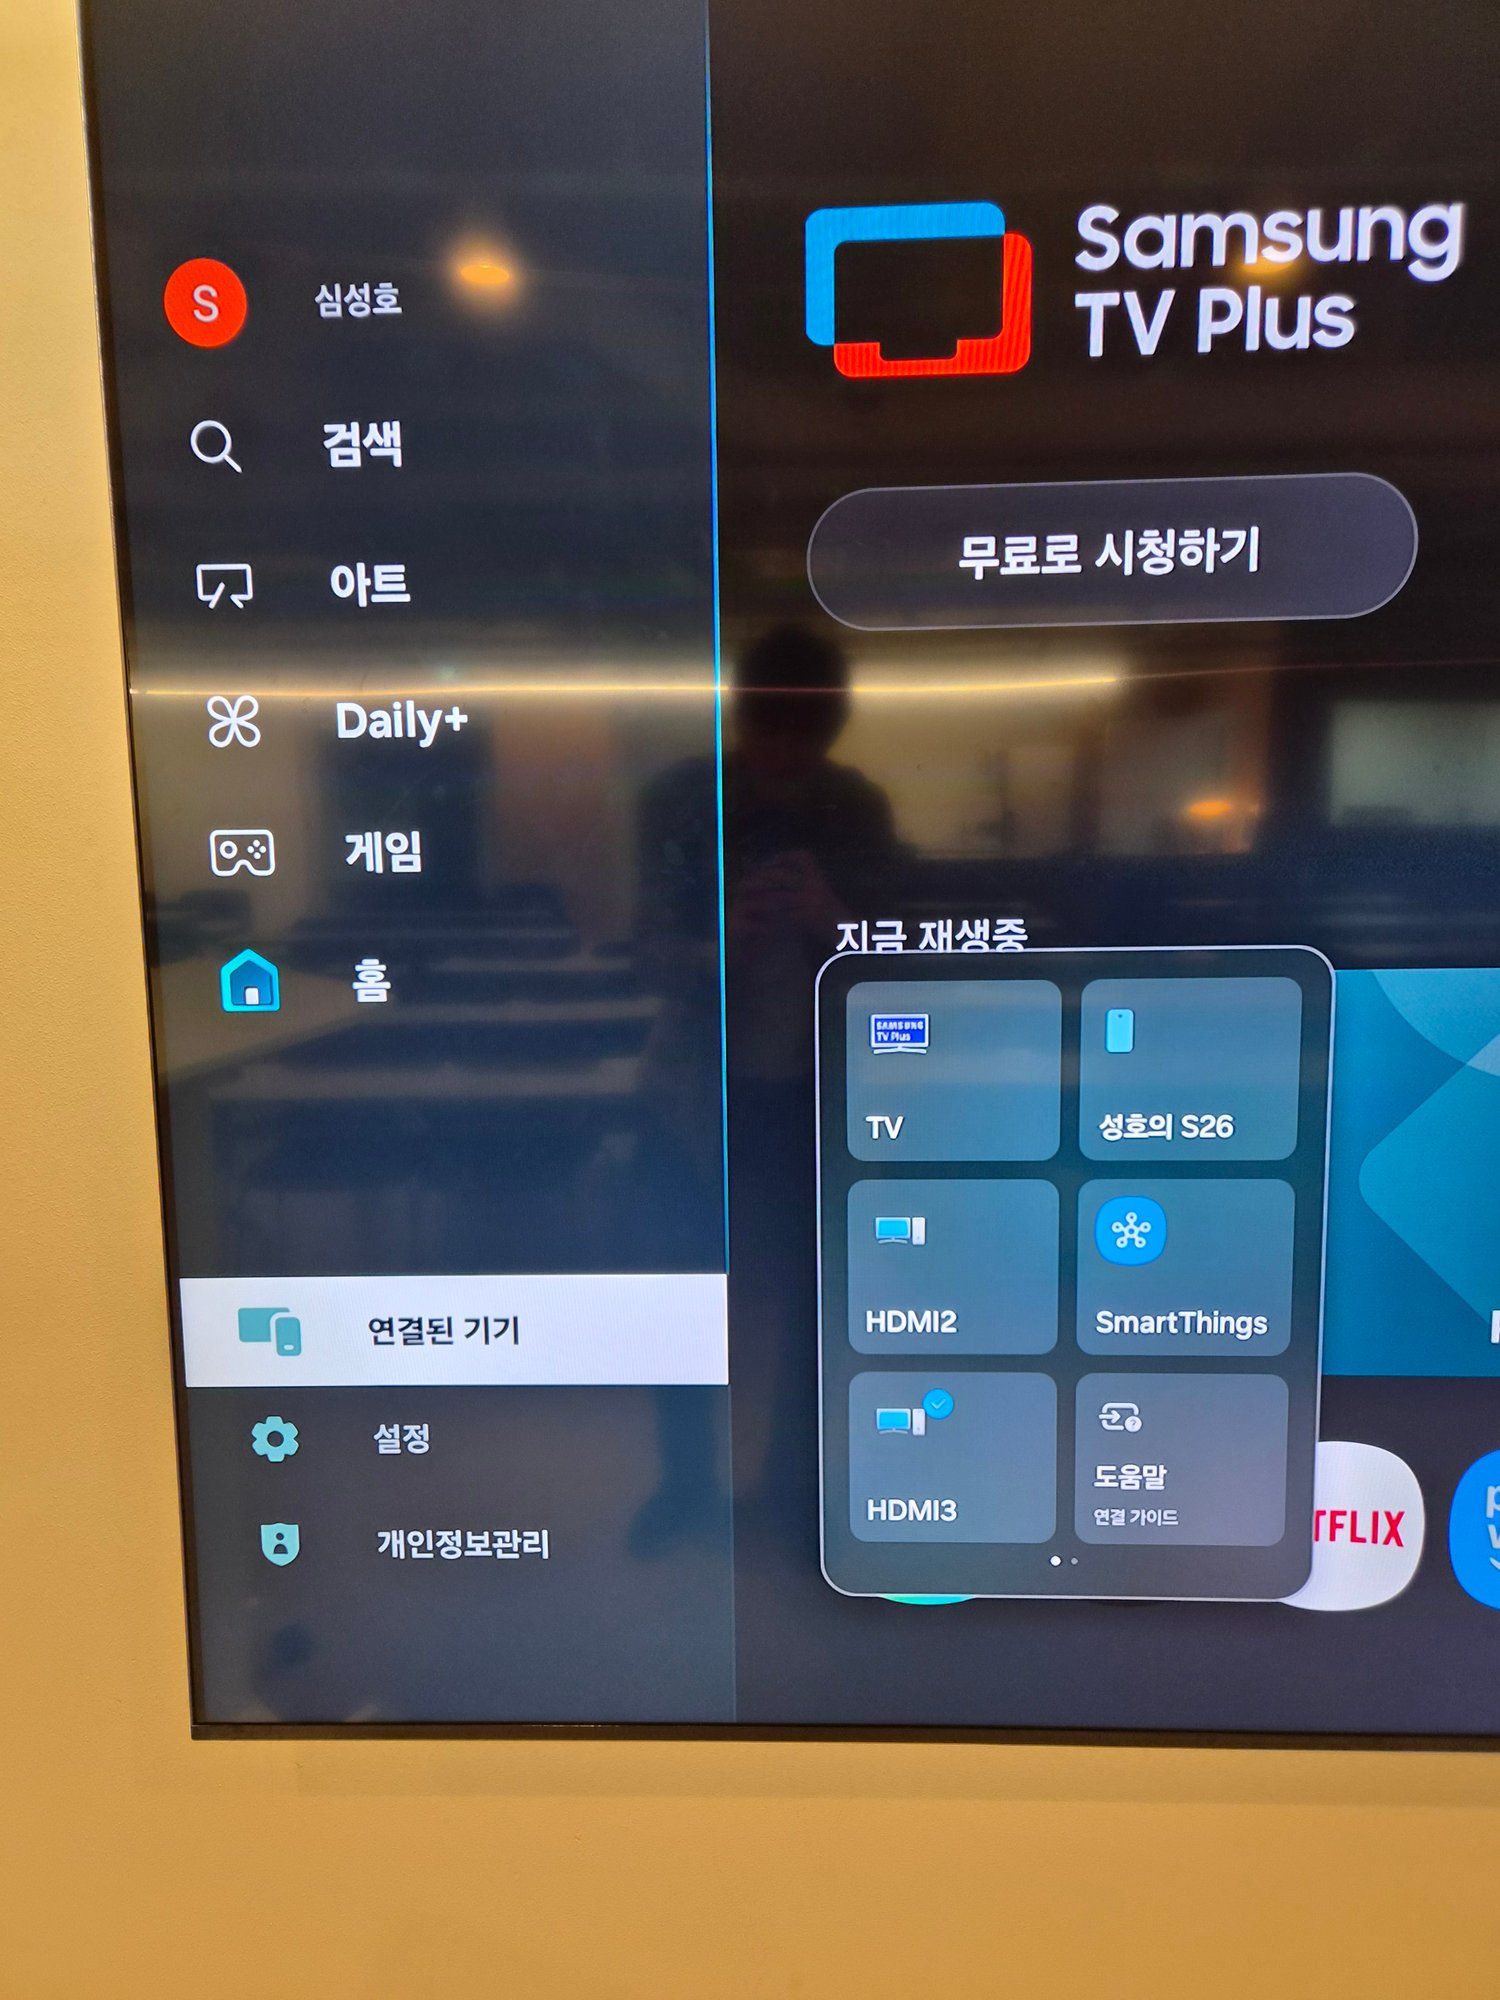 S
심성호
검색
아트
Daily+
게임
홈
연결된 기기
설정
개인정보관리
Samsung
TV Plus
무료로 시청하기
지금 재생중
SAMSUNG
TV Plus
TV
성호의 S26
HDMI2
SmartThings
HDMI3
도움말
연결 가이드
TFLIX